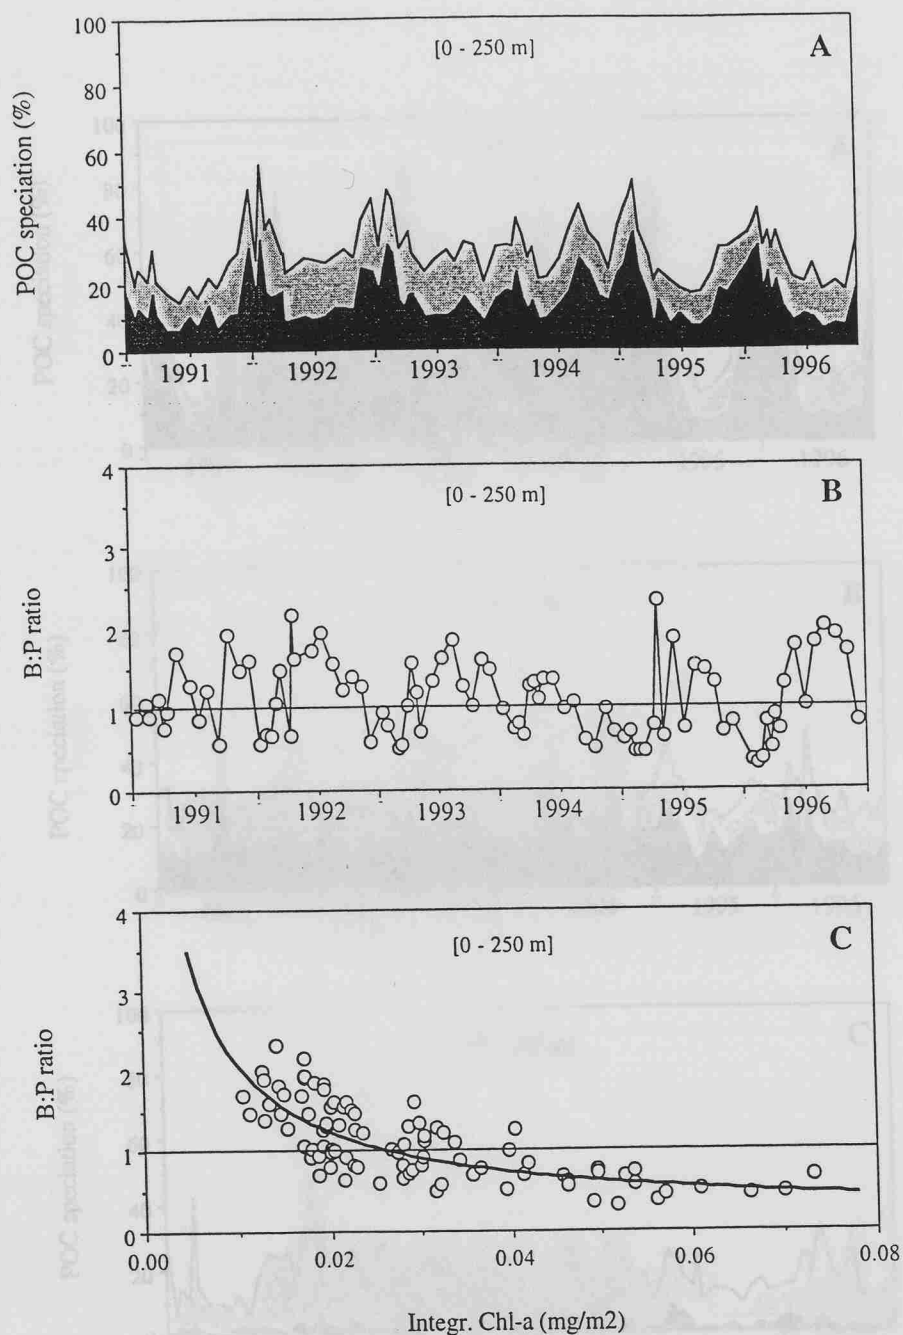 [0 - 250 m]
A
100
80
60
40
20
0
POC speciation (%)
1991 1992 1993 1994 1995 1996
[0 - 250 m]
B
4
3
2
1
0
B:P ratio
1991 1992 1993 1994 1995 1996
[0 - 250 m]
C
4
3
2
1
0
B:P ratio
0.00 0.02 0.04 0.06 0.08
Integr. Chl-a (mg/m2)